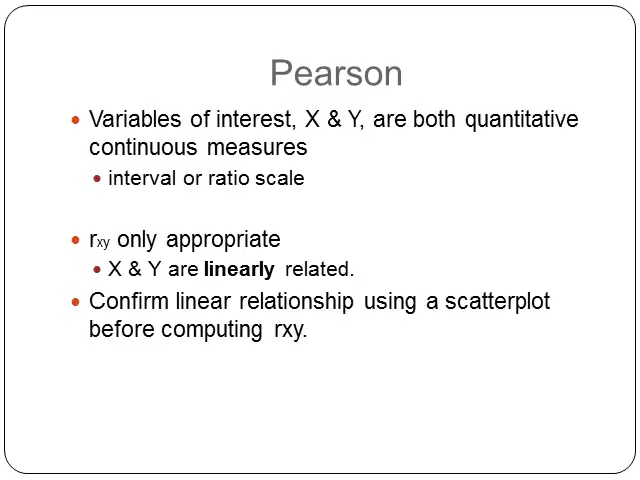 Pearson
• Variables of interest, X & Y, are both quantitative
continuous measures
• interval or ratio scale
• rxy only appropriate
• X & Y are linearly related.
• Confirm linear relationship using a scatterplot
before computing rxy.